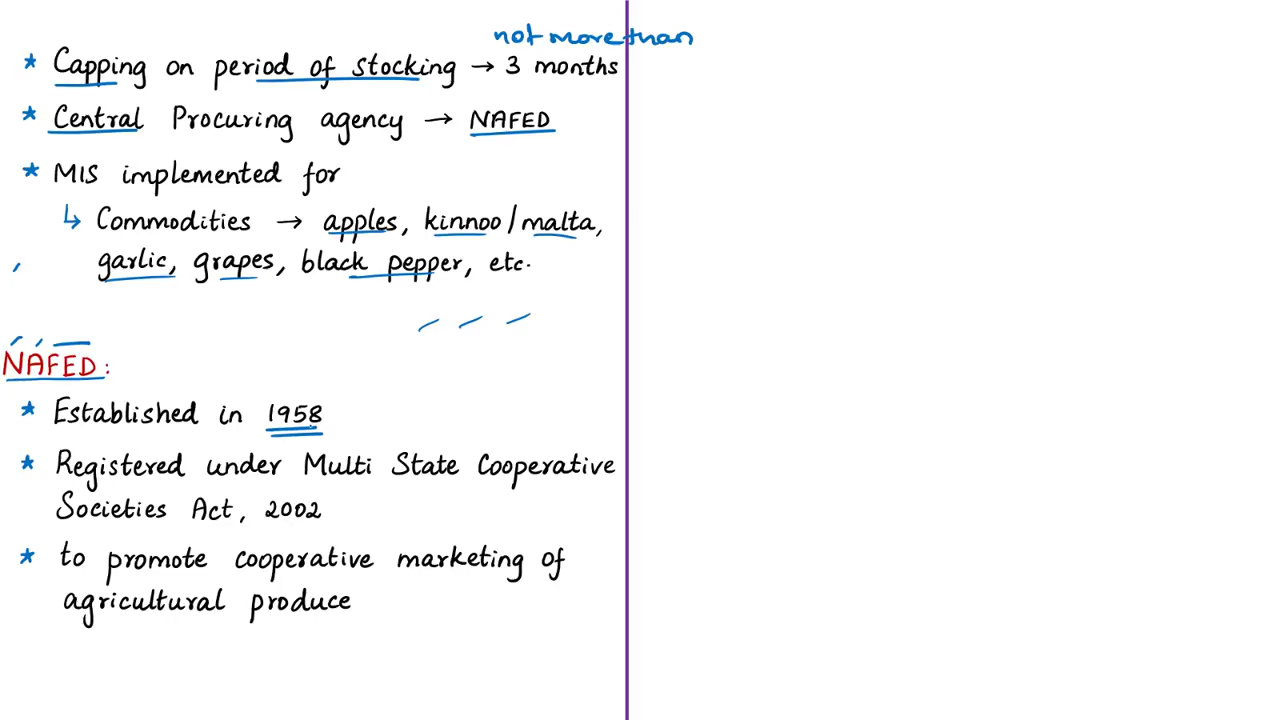 not more than
* Capping on period of stocking → 3 months
* Central Procuring agency → NAFED
* MIS implemented for
↳ Commodities → apples, kinnoo/malta,
garlic, grapes, black pepper, etc.
NAFED:
* Established in 1958
* Registered under Multi State Cooperative
Societies Act, 2002
* to promote cooperative marketing of
agricultural produce